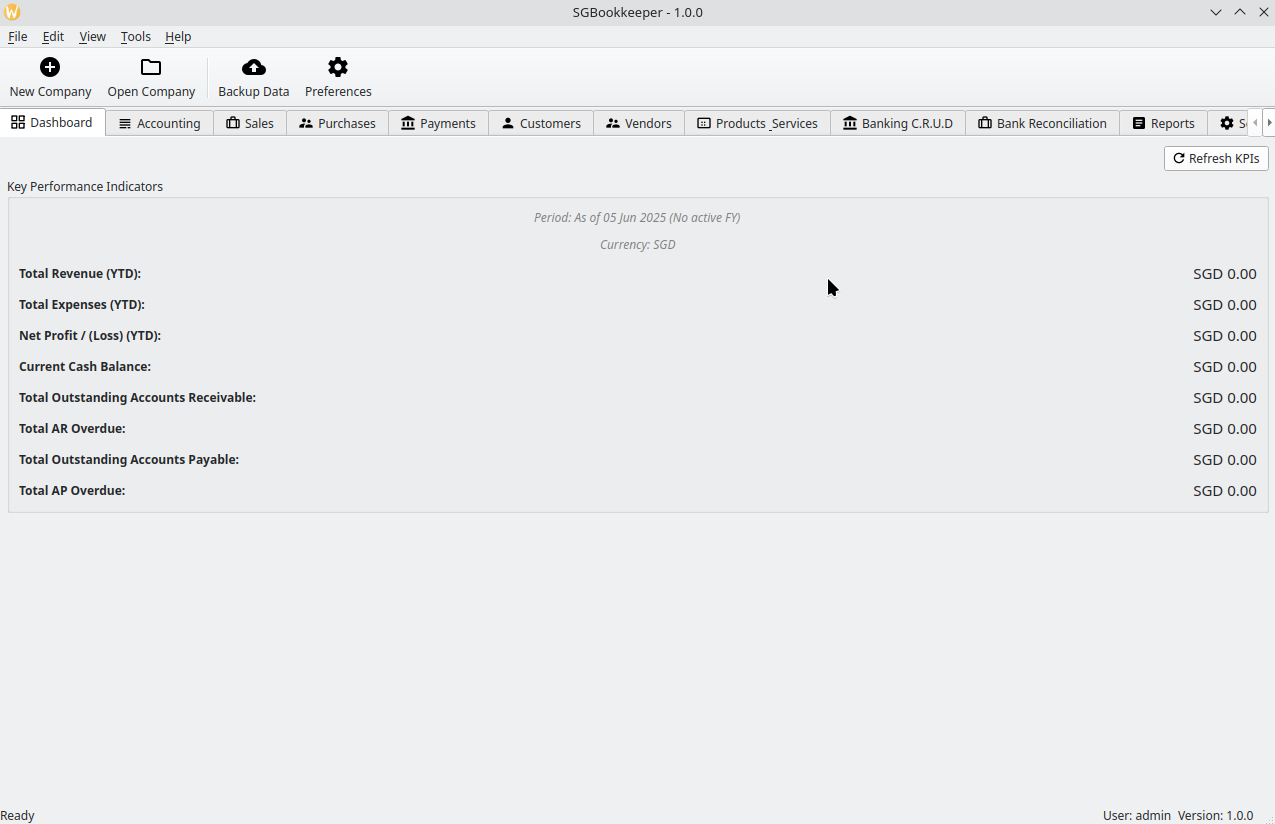 SGBookkeeper - 1.0.0
File Edit View Tools Help
New Company Open Company Backup Data Preferences
Dashboard Accounting Sales Purchases Payments Customers Vendors Products _Services Banking C.R.U.D Bank Reconciliation Reports
Refresh KPIs
Key Performance Indicators
Period: As of 05 Jun 2025 (No active FY)
Currency: SGD
Total Revenue (YTD): SGD 0.00
Total Expenses (YTD): SGD 0.00
Net Profit / (Loss) (YTD): SGD 0.00
Current Cash Balance: SGD 0.00
Total Outstanding Accounts Receivable: SGD 0.00
Total AR Overdue: SGD 0.00
Total Outstanding Accounts Payable: SGD 0.00
Total AP Overdue: SGD 0.00
Ready User: admin Version: 1.0.0